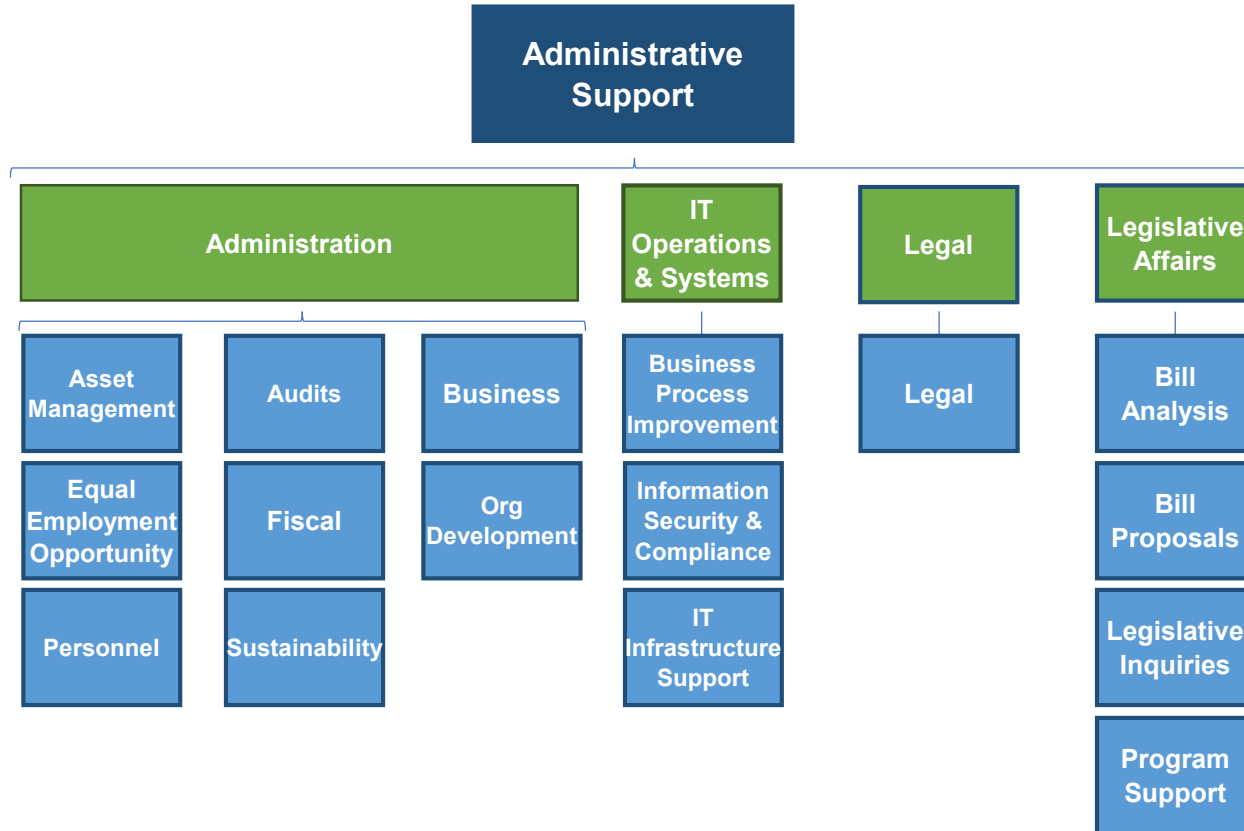 Administrative
Support
Administration
IT
Operations
& Systems
Legal
Legislative
Affairs
Asset
Management
Audits
Business
Business
Process
Improvement
Legal
Bill
Analysis
Equal
Employment
Opportunity
Fiscal
Org
Development
Information
Security &
Compliance
Bill
Proposals
Personnel
Sustainability
IT
Infrastructure
Support
Legislative
Inquiries
Program
Support